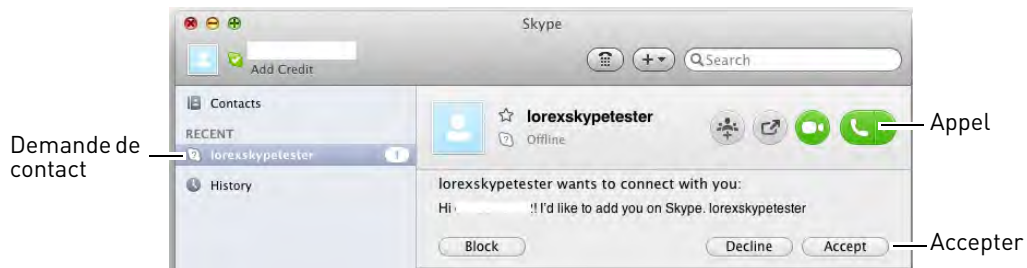 Skype
Add Credit
Search
Contacts
RECENT
lorexskypetester
1
History
lorexskypetester
Offline
lorexskypetester wants to connect with you:
Hi !! I'd like to add you on Skype. lorexskypetester
Block
Decline
Accept
Demande de
contact
Appel
Accepter